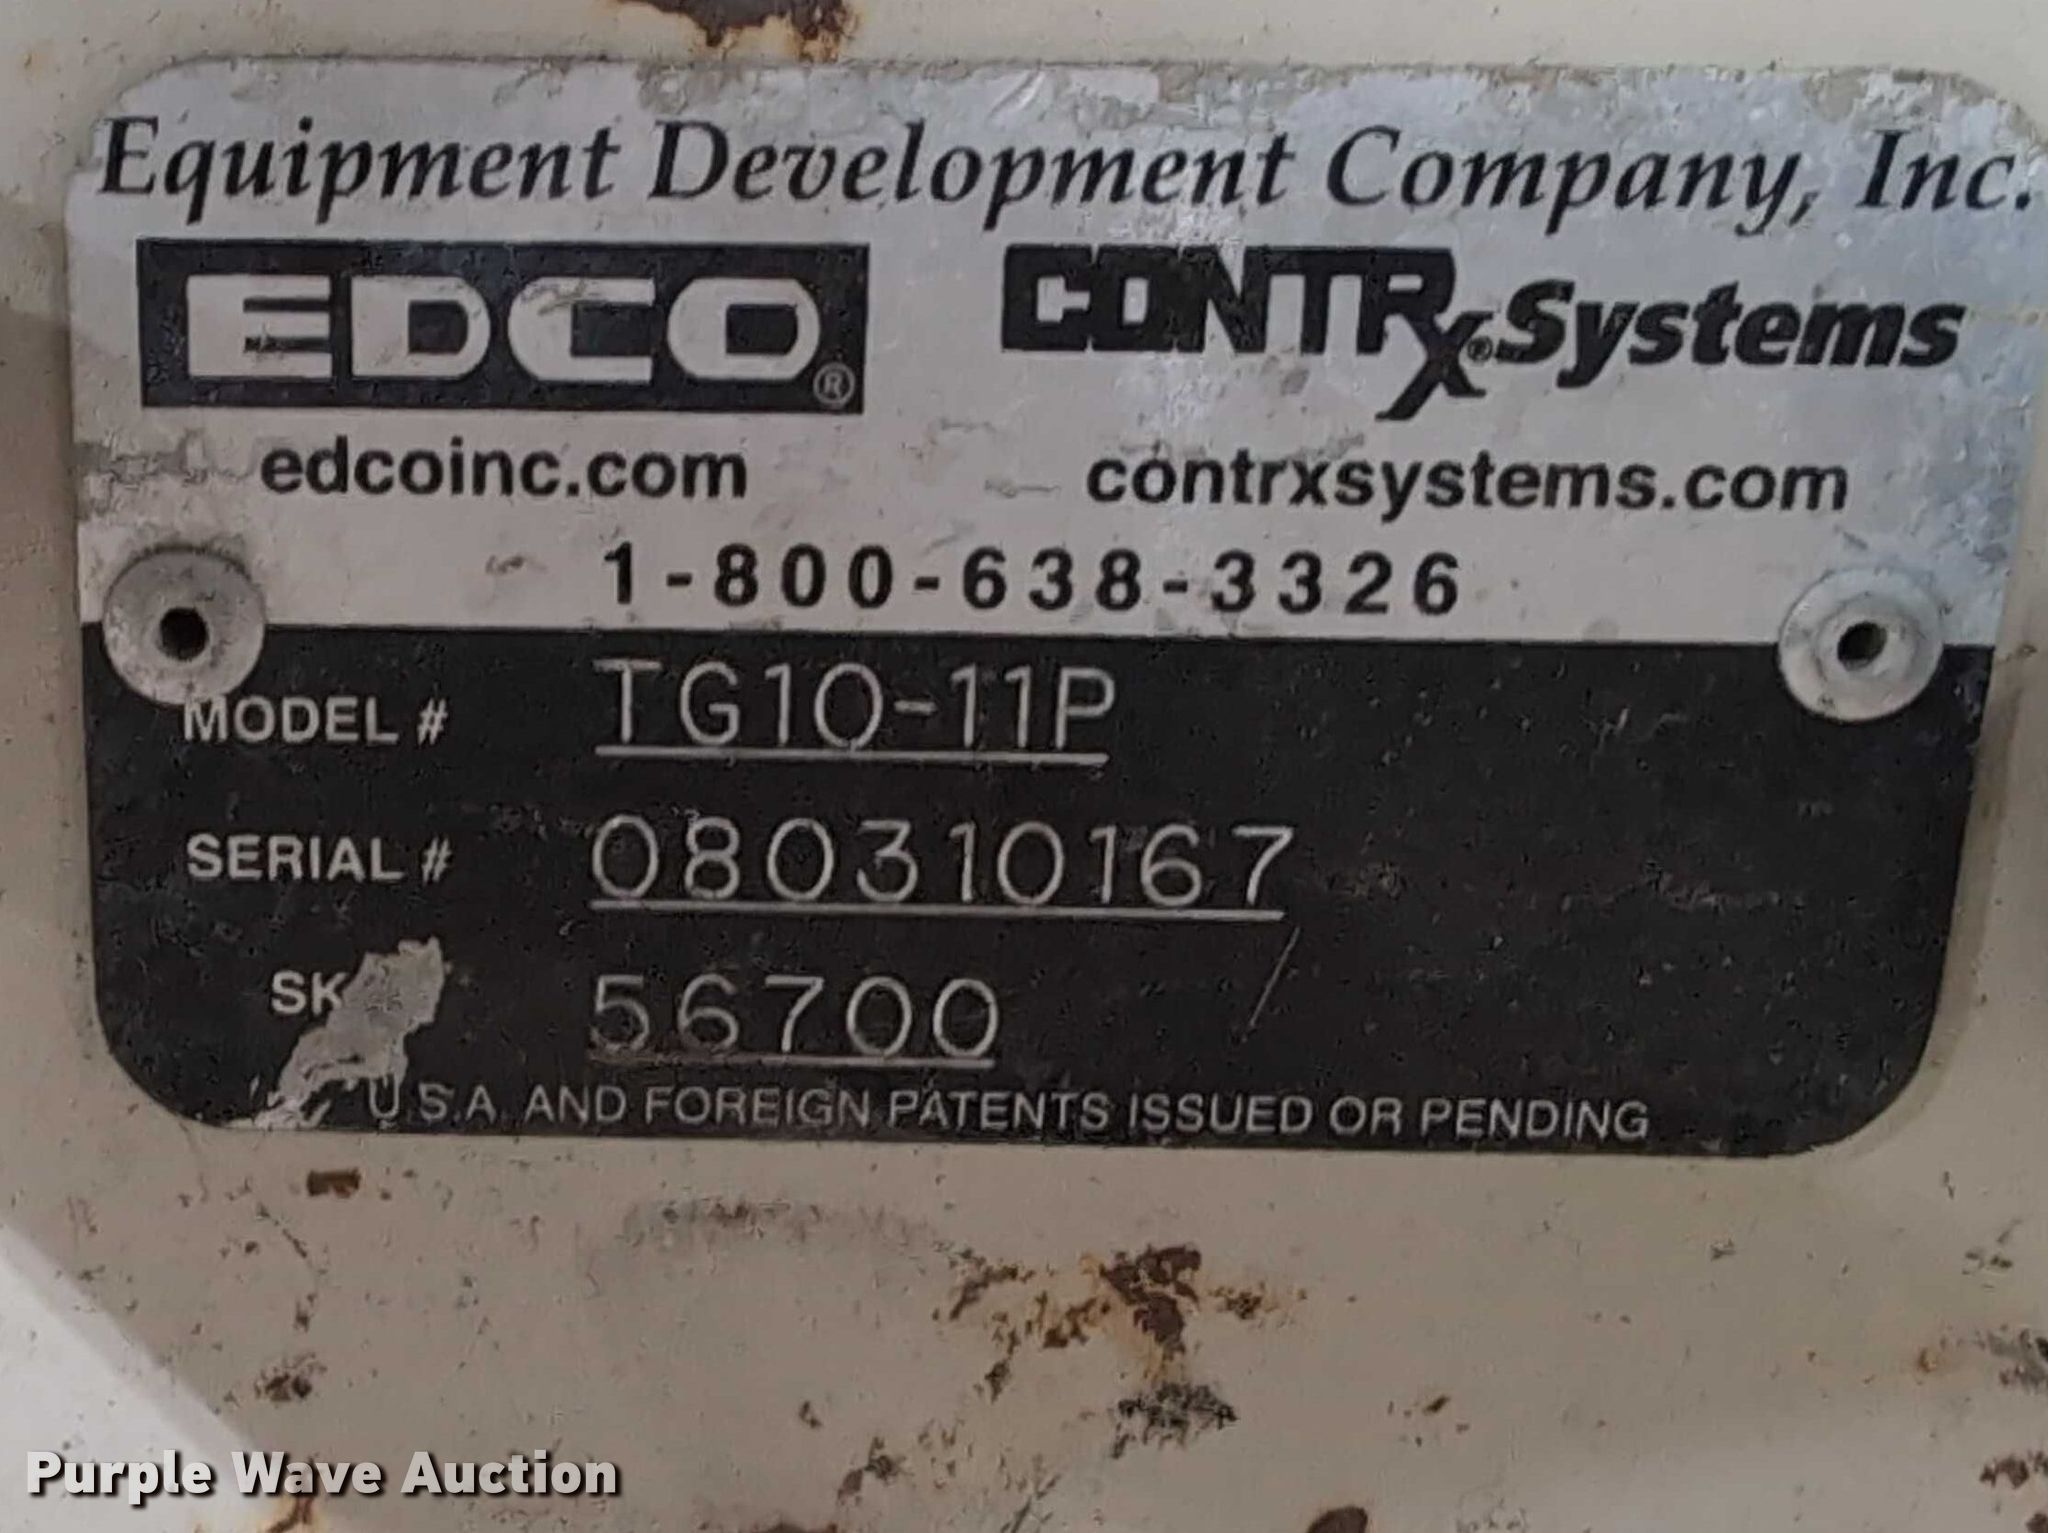 Equipment Development Company, Inc.
EDCO® CONTRX®Systems
edcoinc.com contrxsystems.com
1-800-638-3326
MODEL # TG10-11P
SERIAL # 080310167
SK 56700
U.S.A. AND FOREIGN PATENTS ISSUED OR PENDING
Purple Wave Auction